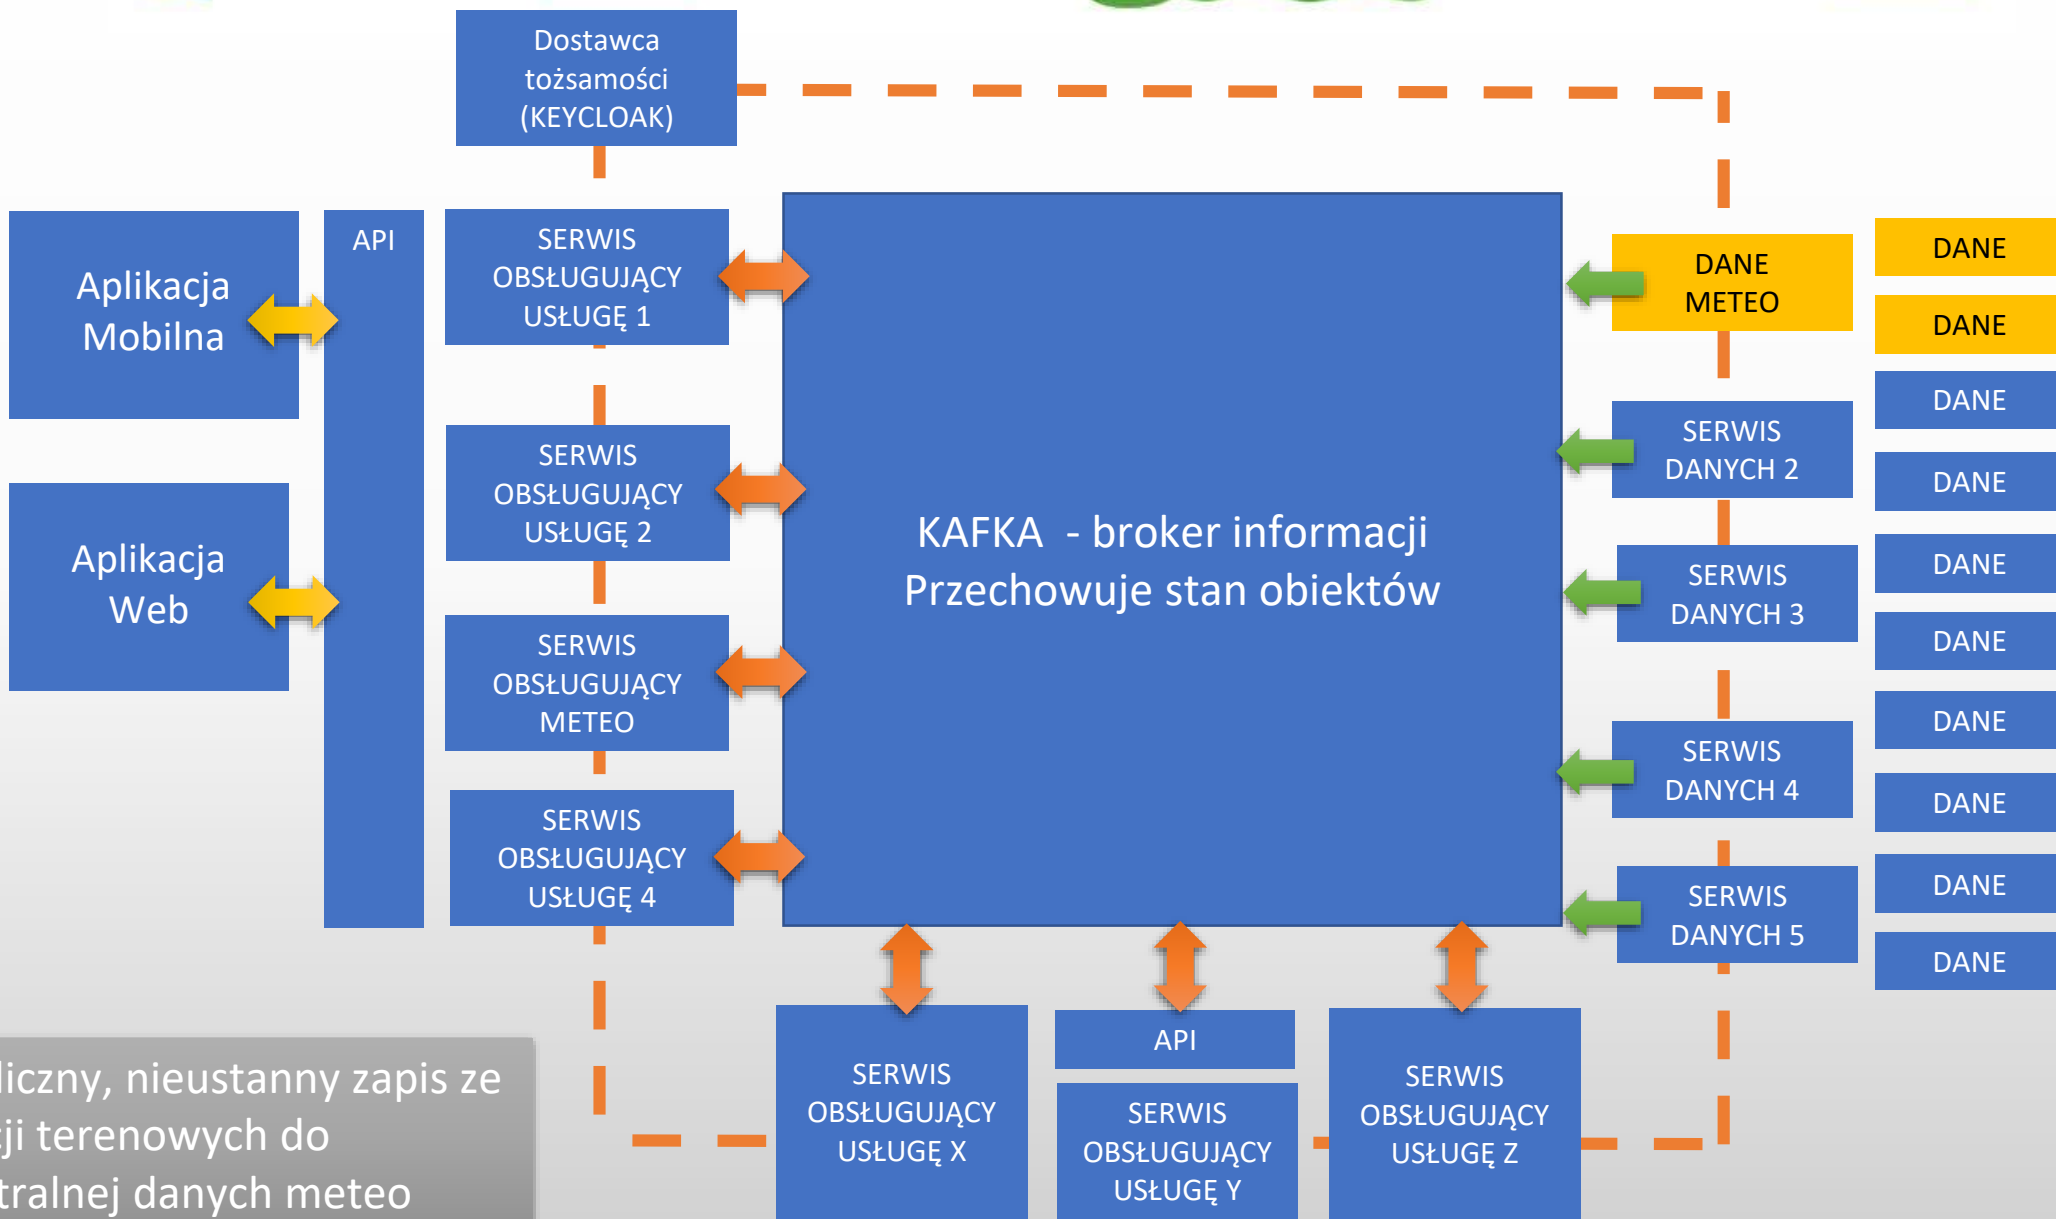 Dostawca
tożsamości
(KEYCLOAK)
Aplikacja
Mobilna
Aplikacja
Web
API
SERWIS
OBSŁUGUJĄCY
USŁUGĘ 1
SERWIS
OBSŁUGUJĄCY
USŁUGĘ 2
SERWIS
OBSŁUGUJĄCY
METEO
SERWIS
OBSŁUGUJĄCY
USŁUGĘ 4
KAFKA - broker informacji
Przechowuje stan obiektów
DANE
METEO
SERWIS
DANYCH 2
SERWIS
DANYCH 3
SERWIS
DANYCH 4
SERWIS
DANYCH 5
DANE
DANE
DANE
DANE
DANE
DANE
DANE
DANE
DANE
DANE
SERWIS
OBSŁUGUJĄCY
USŁUGĘ X
API
SERWIS
OBSŁUGUJĄCY
USŁUGĘ Y
SERWIS
OBSŁUGUJĄCY
USŁUGĘ Z
nieustanny zapis ze
terenowych do
danych meteo